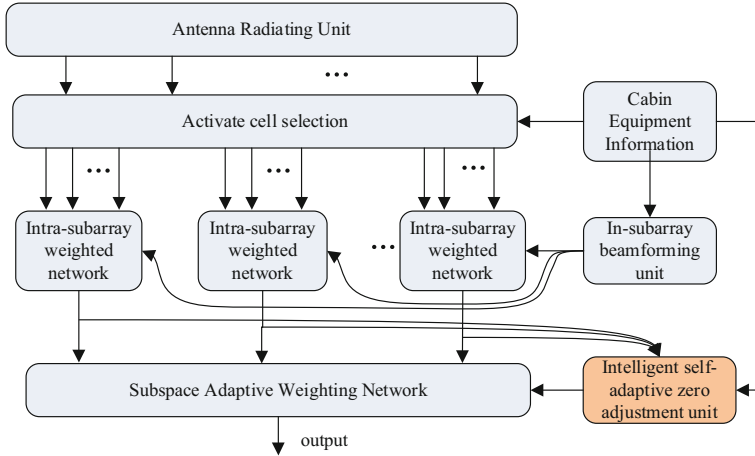 Antenna Radiating Unit
...
Activate cell selection
Cabin
Equipment
Information
... ... ...
Intra-subarray
weighted
network
Intra-subarray
weighted
network
...
Intra-subarray
weighted
network
In-subarray
beamforming
unit
Subspace Adaptive Weighting Network
Intelligent self-
adaptive zero
adjustment unit
output